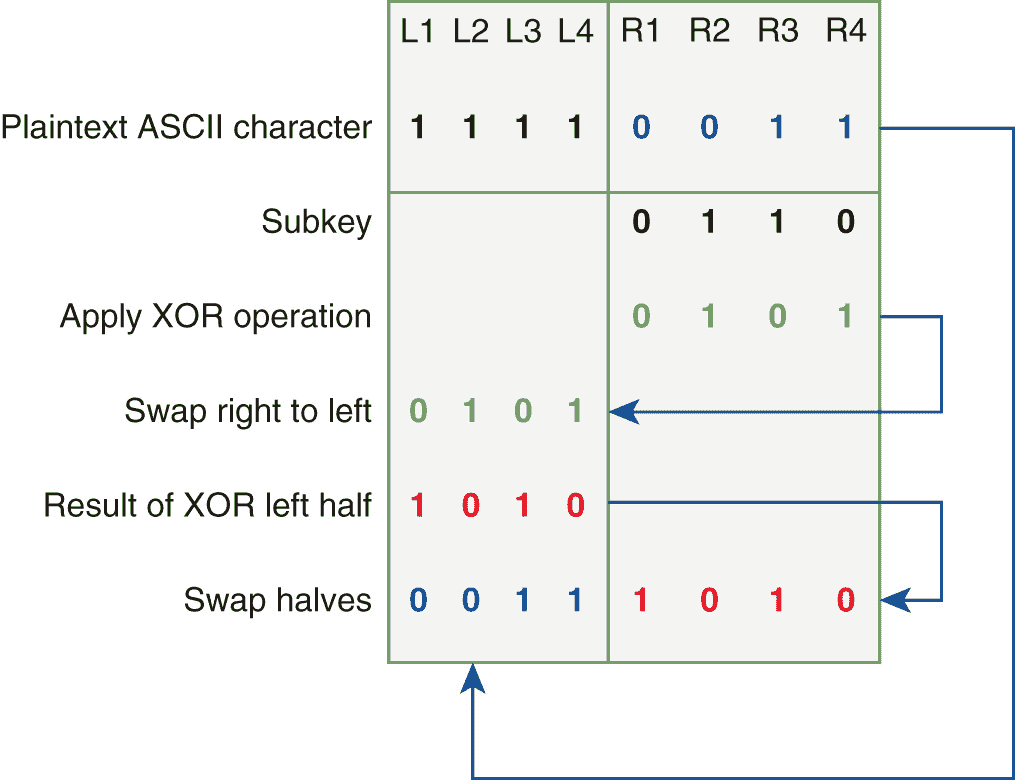 L1 L2 L3 L4 R1 R2 R3 R4
Plaintext ASCII character 1 1 1 1 0 0 1 1
Subkey 0 1 1 0
Apply XOR operation 0 1 0 1
Swap right to left 0 1 0 1
Result of XOR left half 1 0 1 0
Swap halves 0 0 1 1 1 0 1 0